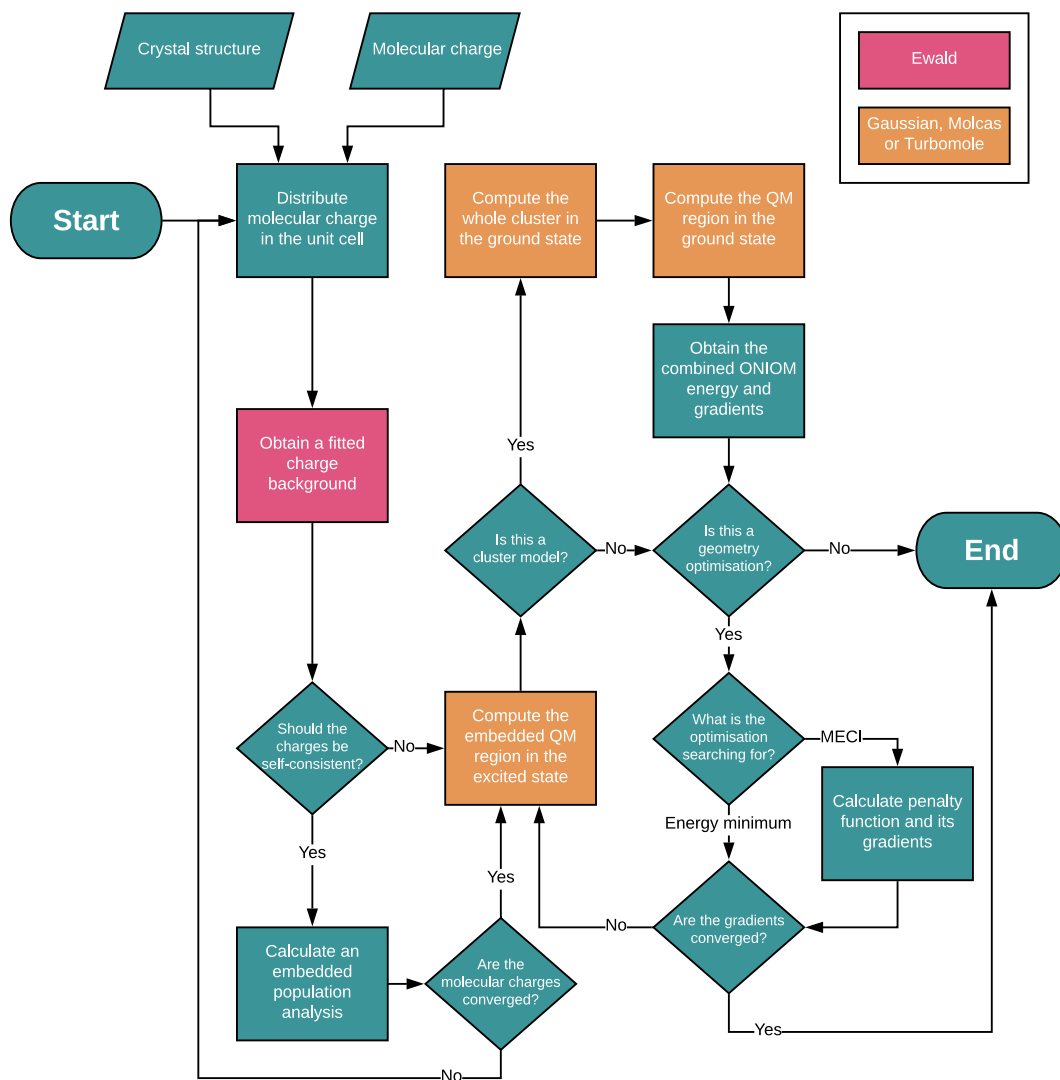 Crystal structure
Molecular charge
Ewald
Gaussian, Molcas
or Turbomole
Start
Distribute
molecular charge
in the unit cell
Compute the
whole cluster in
the ground state
Compute the QM
region in the
ground state
Obtain the
combined ONIOM
energy and
gradients
Obtain a fitted
charge
background
Yes
Is this a
cluster model?
No
Is this a
geometry
optimisation?
No
End
Yes
Should the
charges be
self-consistent?
No
Compute the
embedded QM
region in the
excited state
What is the
optimisation
searching for?
MECI
Calculate penalty
function and its
gradients
Energy minimum
Yes
Yes
Are the gradients
converged?
No
Calculate an
embedded
population
analysis
Are the
molecular charges
converged?
Yes
No